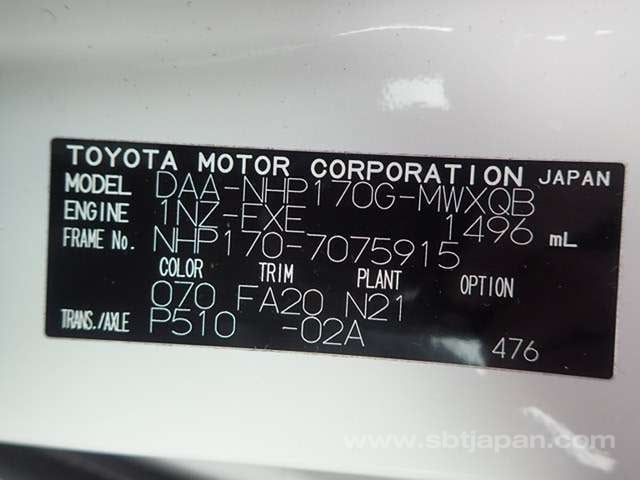 TOYOTA MOTOR CORPORATION JAPAN
MODEL DAA-NHP170G-MWXQB
ENGINE 1NZ-EXE 1496 mL
FRAME No. NHP170-7075915
COLOR TRIM PLANT OPTION
070 FA20 N21
TRANS./AXLE P510 -02A
476
www.sbtjapan.com